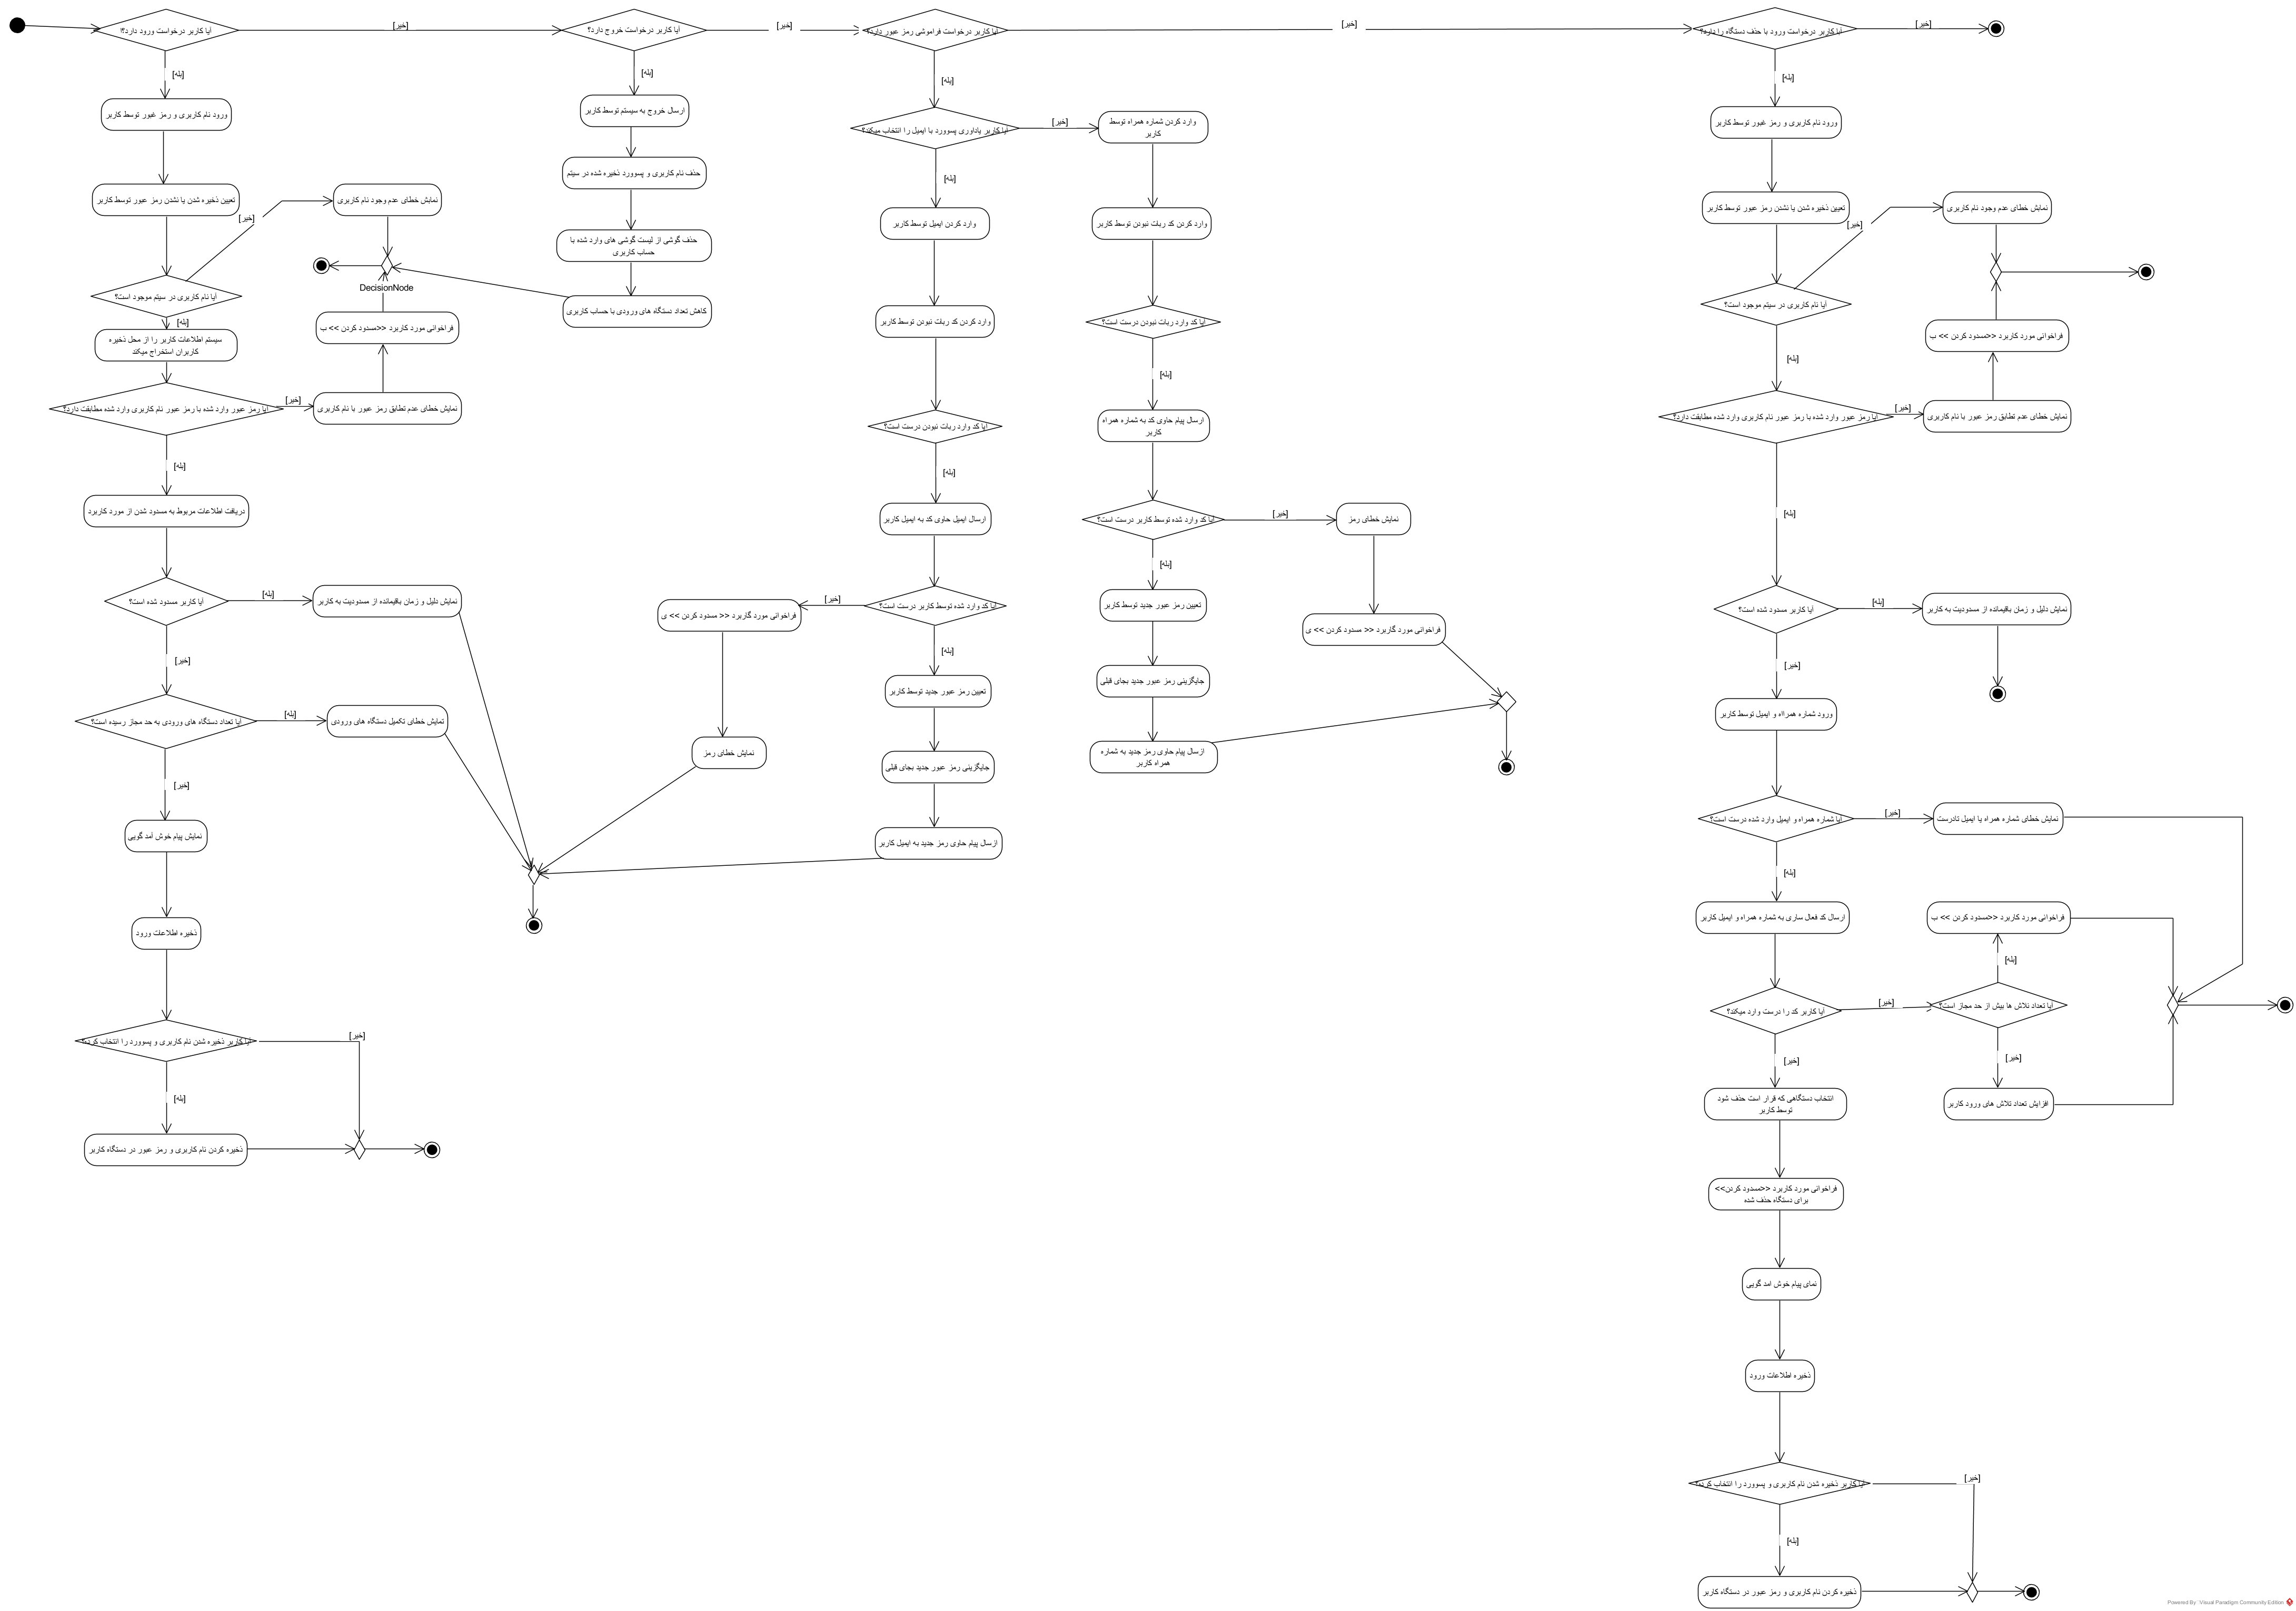 آیا کاربر درخواست ورود دارد؟!
[خیر]
[بله]
ورود نام کاربری و رمز غبور توسط کاربر
تعیین ذخیره شدن یا نشدن رمز عبور توسط کاربر
آیا نام کاربری در سیتم موجود است؟
[خیر]
نمایش خطای عدم وجود نام کاربری
DecisionNode
[بله]
سیستم اطلاعات کاربر را از محل ذخیره
کاربران استخراج میکند
آیا رمز عبور وارد شده با رمز عبور نام کاربری وارد شده مطابقت دارد؟
[خیر]
نمایش خطای عدم تطابق رمز عبور با نام کاربری
فراخوانی مورد کاربرد <<مسدود کردن >> ب
[بله]
دریافت اطلاعات مربوط به مسدود شدن از مورد کاربرد
آیا کاربر مسدود شده است؟
[بله]
نمایش دلیل و زمان باقیمانده از مسدودیت به کاربر
[خیر]
آیا تعداد دستگاه های ورودی به حد مجاز رسیده است؟
[بله]
نمایش خطای تکمیل دستگاه های ورودی
[خیر]
نمایش پیام خوش آمد گویی
ذخیره اطلاعات ورود
آیا کاربر ذخیره شدن نام کاربری و پسوورد را انتخاب کرده؟
[خیر]
[بله]
ذخیره کردن نام کاربری و رمز عبور در دستگاه کاربر
آیا کاربر درخواست خروج دارد؟
[خیر]
[بله]
ارسال خروج به سیستم توسط کاربر
حذف نام کاربری و پسوورد ذخیره شده در سیتم
حذف گوشی از لیست گوشی های وارد شده با
حساب کاربری
کاهش تعداد دستگاه های ورودی با حساب کاربری
آیا کاربر درخواست فراموشی رمز عبور دارد؟
[خیر]
[بله]
آیا کاربر یاداوری پسوورد با ایمیل را انتخاب میکند؟
[خیر]
[بله]
وارد کردن ایمیل توسط کاربر
وارد کردن کد ربات نبودن توسط کاربر
آیا کد وارد ربات نبودن درست است؟
[بله]
ارسال ایمیل حاوی کد به ایمیل کاربر
آیا کد وارد شده توسط کاربر درست است؟
[خیر]
فراخوانی مورد گاربرد << مسدود کردن >> ی
نمایش خطای رمز
[بله]
تعیین رمز عبور جدید توسط کاربر
جایگزینی رمز عبور جدید بجای قبلی
ازسال پیام حاوی رمز جدید به ایمیل کاربر
وارد کردن شماره همراه توسط
کاربر
وارد کردن کد ربات نبودن توسط کاربر
آیا کد وارد ربات نبودن درست است؟
[بله]
ارسال پیام حاوی کد به شماره همراه
کاربر
آیا کد وارد شده توسط کاربر درست است؟
[خیر]
نمایش خطای رمز
فراخوانی مورد گاربرد << مسدود کردن >> ی
[بله]
تعیین رمز عبور جدید توسط کاربر
جایگزینی رمز عبور جدید بجای قبلی
ازسال پیام حاوی رمز جدید به شماره
همراه کاربر
آیا کاربر درخواست ورود با حذف دستگاه را دارد؟
[خیر]
[بله]
ورود نام کاربری و رمز غبور توسط کاربر
تعیین ذخیره شدن یا نشدن رمز عبور توسط کاربر
آیا نام کاربری در سیتم موجود است؟
[خیر]
نمایش خطای عدم وجود نام کاربری
[بله]
آیا رمز عبور وارد شده با رمز عبور نام کاربری وارد شده مطابقت دارد؟
[خیر]
نمایش خطای عدم تطابق رمز عبور با نام کاربری
فراخوانی مورد کاربرد <<مسدود کردن >> ب
[بله]
آیا کاربر مسدود شده است؟
[بله]
نمایش دلیل و زمان باقیمانده از مسدودیت به کاربر
[خیر]
ورود شماره همرااه و ایمیل توسط کاربر
آیا شماره همراه و ایمیل وارد شده درست است؟
[خیر]
نمایش خطای شماره همراه یا ایمیل نادرست
[بله]
ارسال کد فعال سازی به شماره همراه و ایمیل کاربر
آیا کاربر کد را درست وارد میکند؟
[خیر]
آیا تعداد تلاش ها بیش از حد مجاز است؟
[بله]
فراخوانی مورد کاربرد <<مسدود کردن >> ب
[خیر]
افزایش تعداد تلاش های ورود کاربر
[خیر]
انتخاب دستگاهی که قرار است حذف شود
توسط کاربر
فراخوانی مورد کاربرد <<مسدود کردن>>
برای دستگاه حذف شده
نمای پیام خوش امد گویی
ذخیره اطلاعات ورود
آیا کاربر ذخیره شدن نام کاربری و پسوورد را انتخاب کرده؟
[خیر]
[بله]
ذخیره کردن نام کاربری و رمز عبور در دستگاه کاربر
Powered By Visual Paradigm Community Edition